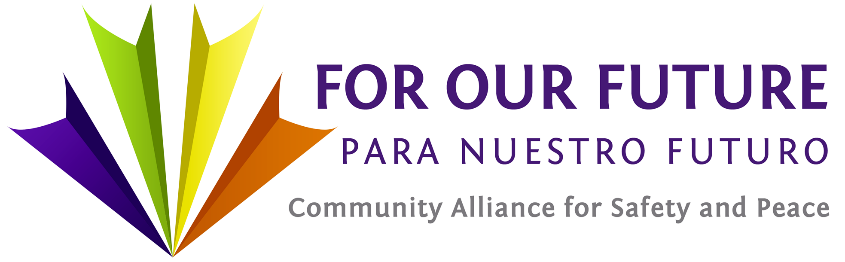 FOR OUR FUTURE
PARA NUESTRO FUTURO
Community Alliance for Safety and Peace